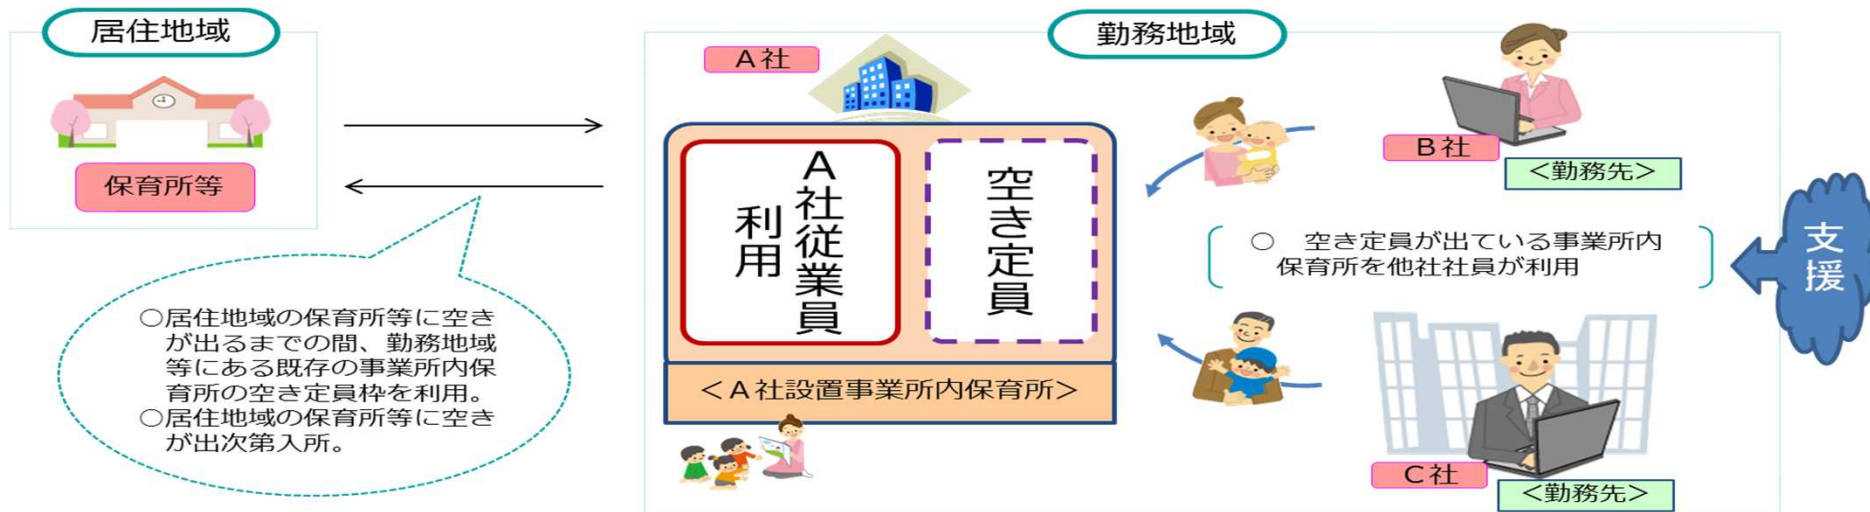 居住地域
保育所等
○居住地域の保育所等に空き
が出るまでの間、勤務地域
等にある既存の事業所内保
育所の空き定員枠を利用。
○居住地域の保育所等に空き
が出次第入所。
勤務地域
A社
A社従業員
利用
空き定員
<A社設置事業所内保育所>
B社
<勤務先>
○ 空き定員が出ている事業所内
保育所を他社社員が利用
C社
<勤務先>
支援